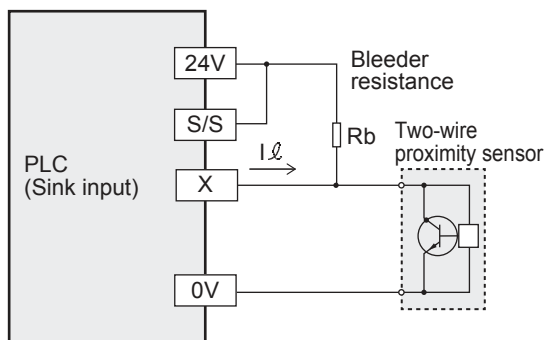 24V
Bleeder
resistance
S/S
Rb
Two-wire
proximity sensor
PLC
(Sink input)
Iℓ
X
0V